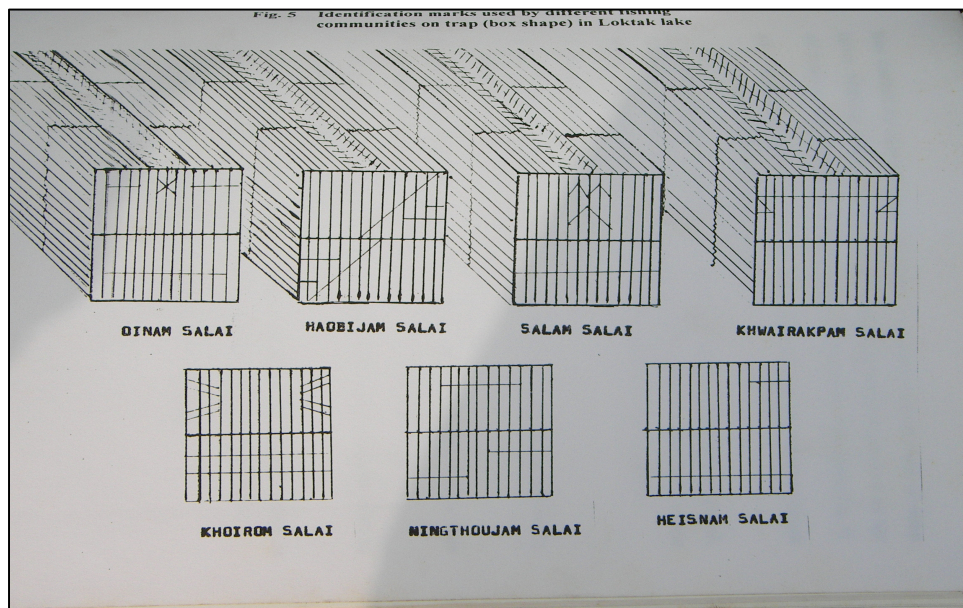 Fig. 5 Identification marks used by different fishing
communities on trap (box shape) in Loktak lake
OINAM SALAI
HAOBIJAM SALAI
SALAM SALAI
KHWAIRAKPAM SALAI
KHOIROM SALAI
NINGTHOUJAM SALAI
HEISNAM SALAI